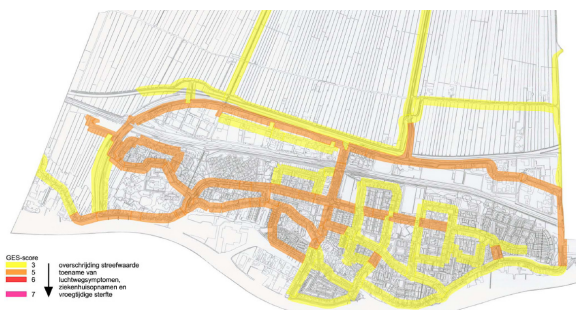 GES-score
3 overschrijding streefwaarde
5 toename van
6 luchtwegsymptomen,
ziekenhuisopnamen en
7 vroegtijdige sterfte